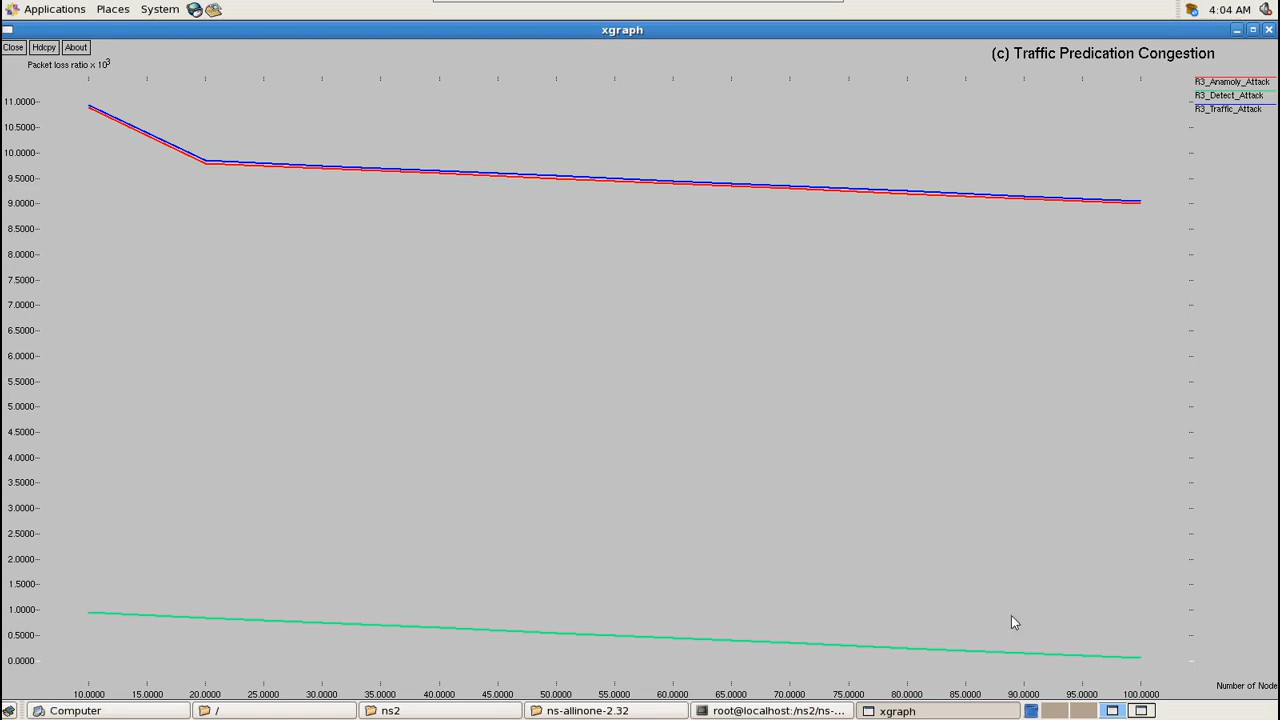 Applications Places System 4:04 AM
xgraph
Close Hdcpy About
(c) Traffic Predication Congestion
Packet loss ratio x 10^3
R3_Anamoly_Attack
R3_Detect_Attack
R3_Traffic_Attack
11.0000
10.5000
10.0000
9.5000
9.0000
8.5000
8.0000
7.5000
7.0000
6.5000
6.0000
5.5000
5.0000
4.5000
4.0000
3.5000
3.0000
2.5000
2.0000
1.5000
1.0000
0.5000
0.0000
Number of Node
10.0000 15.0000 20.0000 25.0000 30.0000 35.0000 40.0000 45.0000 50.0000 55.0000 60.0000 65.0000 70.0000 75.0000 80.0000 85.0000 90.0000 95.0000 100.0000
Computer / ns2 ns-allinone-2.32 root@localhost:/ns2/ns-... xgraph